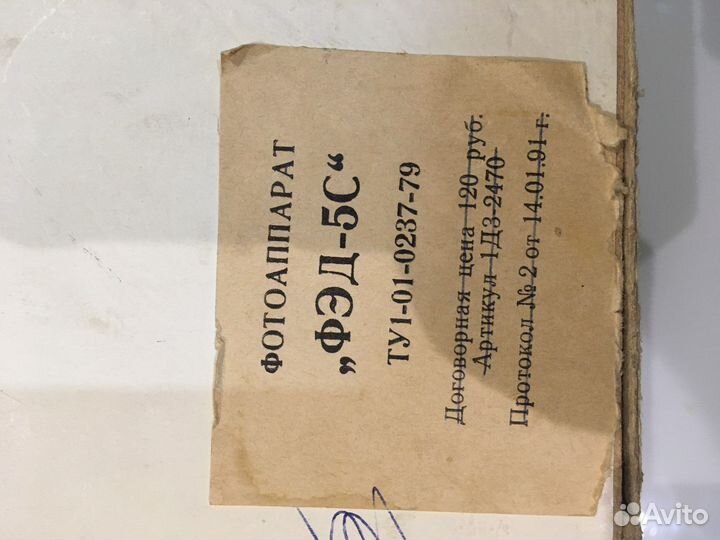 ФОТОАППАРАТ
„ФЭД-5С“
ТУ1-01-0237-79
Договорная цена 120 руб.
Артикул 1Д3-2470
Протокол № 2 от 14.01.91 г.
Avito